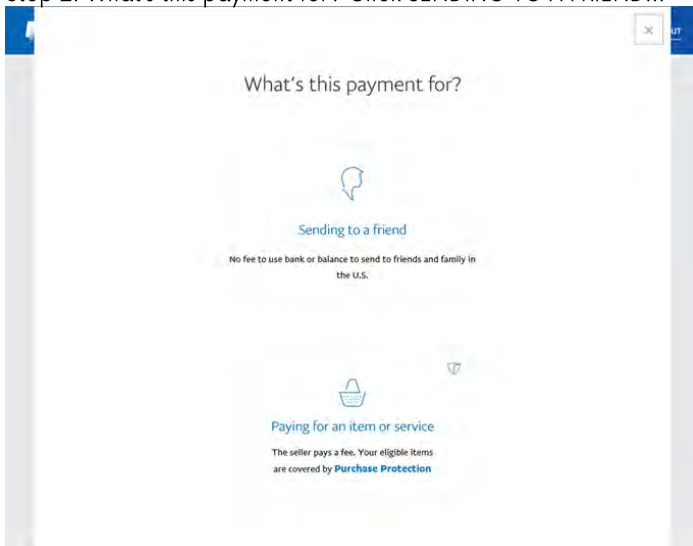 What's this payment for?
Sending to a friend
No fee to use bank or balance to send to friends and family in
the U.S.
Paying for an item or service
The seller pays a fee. Your eligible items
are covered by Purchase Protection